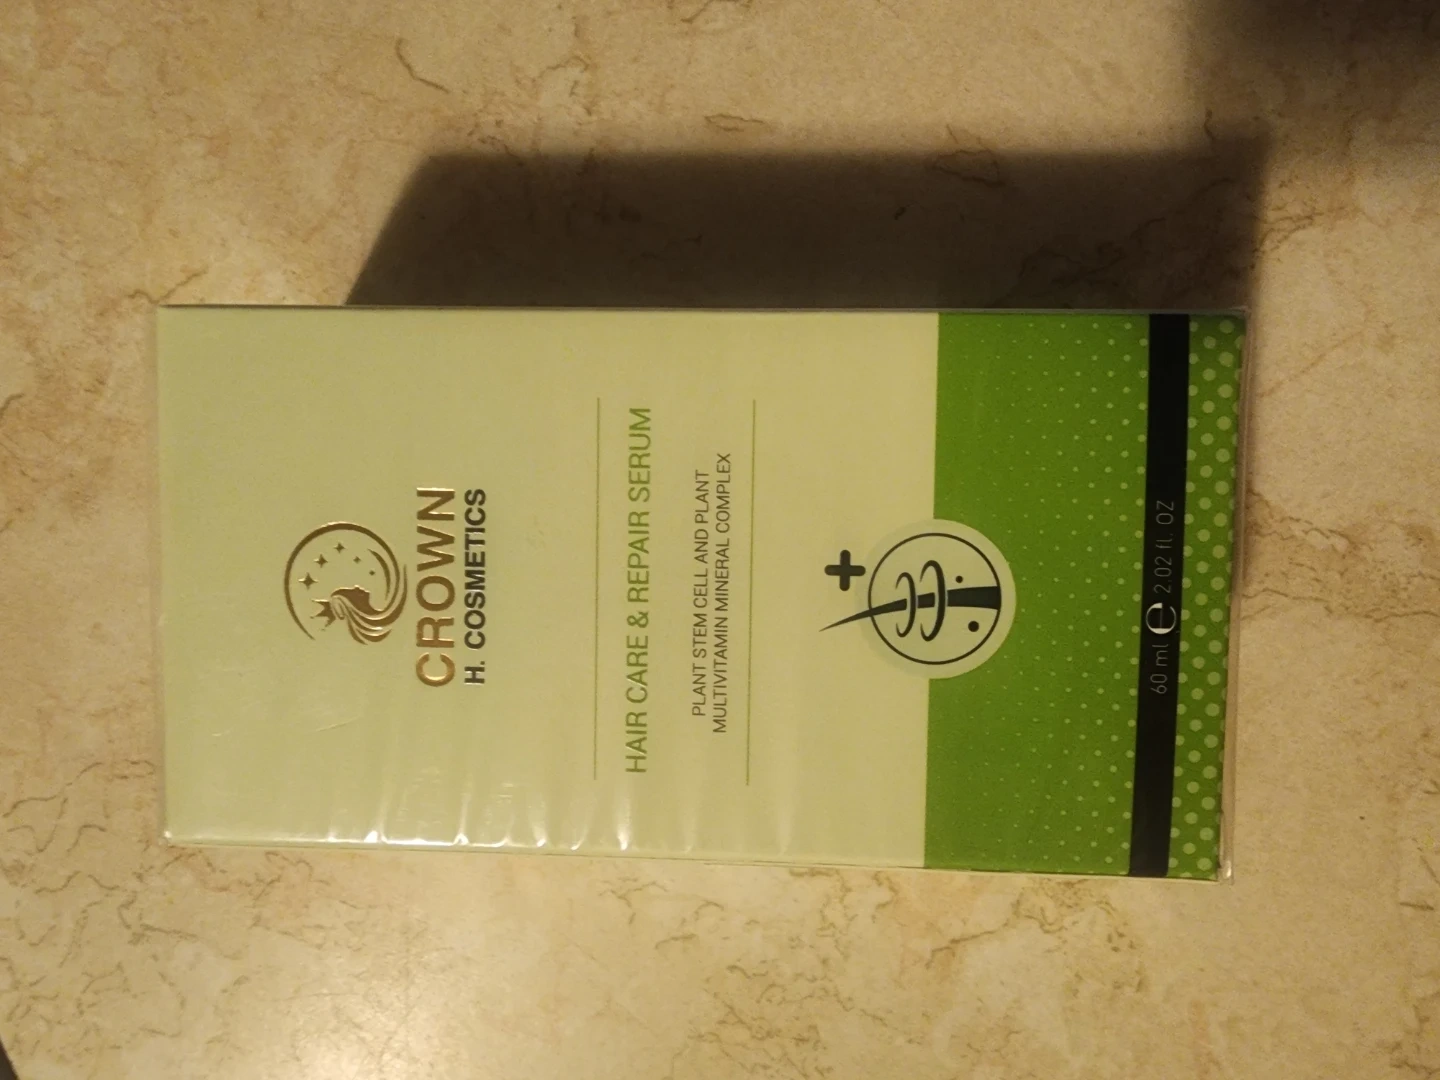 CROWN
H. COSMETICS
HAIR CARE & REPAIR SERUM
PLANT STEM CELL AND PLANT
MULTIVITAMIN MINERAL COMPLEX
60 ml ℮ 2.02 fl. OZ